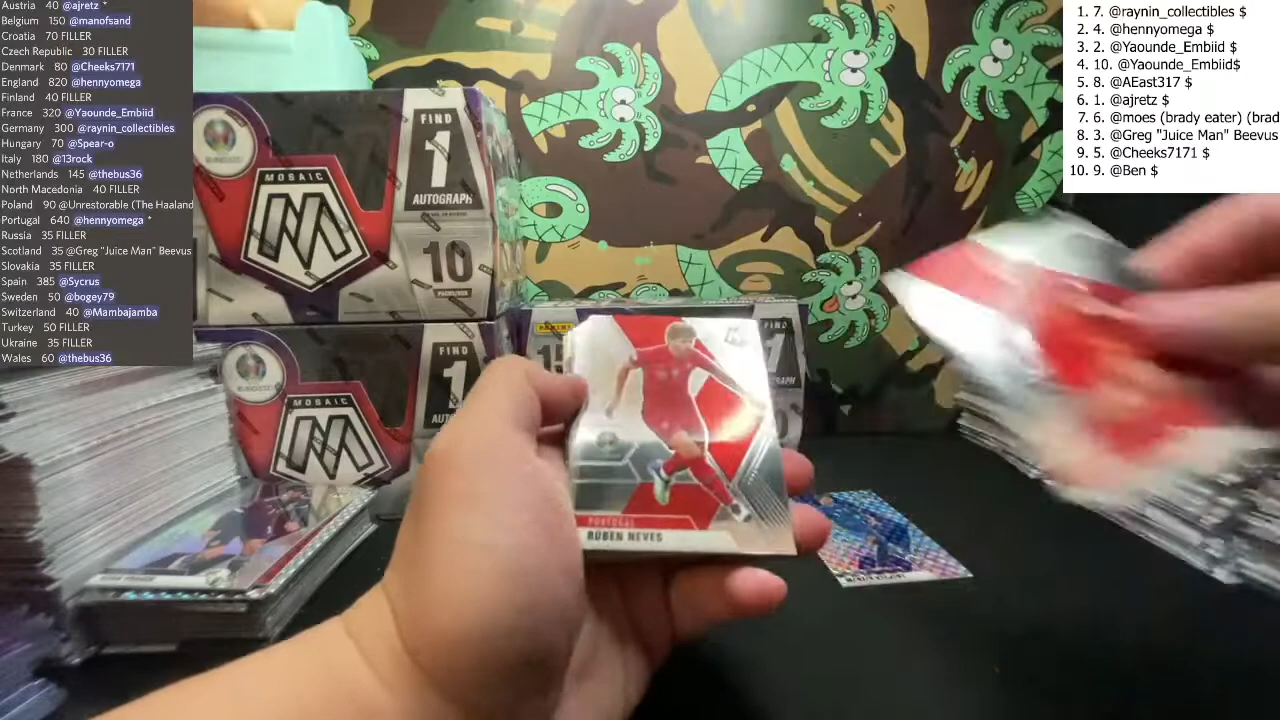 Austria 40 @ajretz *
Belgium 150 @manofsand
Croatia 70 FILLER
Czech Republic 30 FILLER
Denmark 80 @Cheeks7171
England 820 @hennyomega
Finland 40 FILLER
France 320 @Yaounde_Embiid
Germany 300 @raynin_collectibles
Hungary 70 @Spear-o
Italy 180 @13rock
Netherlands 145 @thebus36
North Macedonia 40 FILLER
Poland 90 @Unrestorable (The Haaland
Portugal 640 @hennyomega *
Russia 35 FILLER
Scotland 35 @Greg "Juice Man" Beevus
Slovakia 35 FILLER
Spain 385 @Sycrus
Sweden 50 @bogey79
Switzerland 40 @Mambajamba
Turkey 50 FILLER
Ukraine 35 FILLER
Wales 60 @thebus36
1. 7. @raynin_collectibles $
2. 4. @hennyomega $
3. 2. @Yaounde_Embiid $
4. 10. @Yaounde_Embiid$
5. 8. @AEast317 $
6. 1. @ajretz $
7. 6. @moes (brady eater) (brad
8. 3. @Greg "Juice Man" Beevus
9. 5. @Cheeks7171 $
10. 9. @Ben $
MOSAIC
FIND
1
AUTOGRAPH
10
MOSAIC
FIND
1
PANINI
FIND
PORTUGAL
RÚBEN NEVES